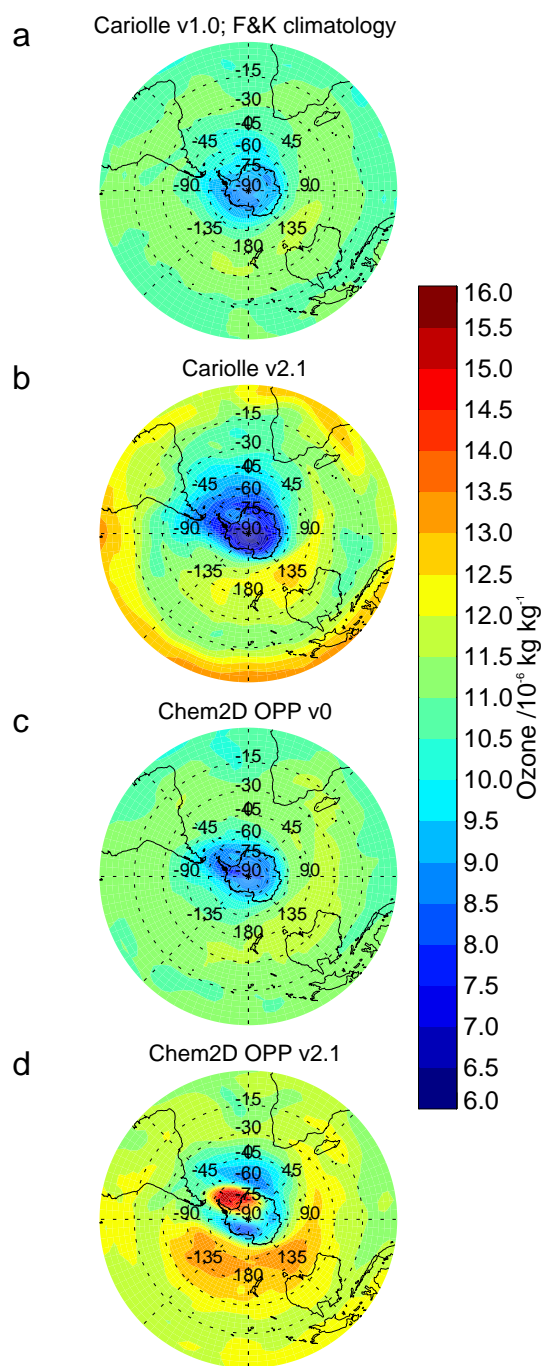 a
Cariolle v1.0; F&K climatology
-15
-30
-45
-45 -60 45
-75
-90 -90 90
-135 135
180
b
Cariolle v2.1
-15
-30
-45
-45 -60 45
-75
-90 -90 90
-135 135
180
c
Chem2D OPP v0
-15
-30
-45
-45 -60 45
-75
-90 -90 90
-135 135
180
d
Chem2D OPP v2.1
-15
-30
-45
-45 -60 45
-75
-90 -90 90
-135 135
180
16.0
15.5
15.0
14.5
14.0
13.5
13.0
12.5
12.0
11.5
11.0
10.5
10.0
9.5
9.0
8.5
8.0
7.5
7.0
6.5
6.0
Ozone /10⁻⁶ kg kg⁻¹